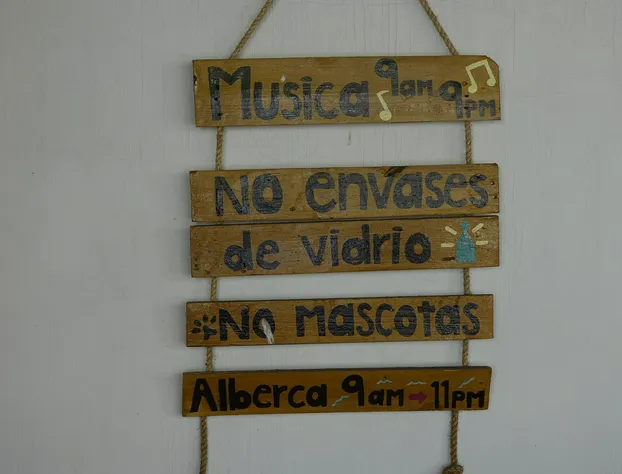 Musica 9am 9pm
No envases
de vidrio
No mascotas
Alberca 9am → 11pm